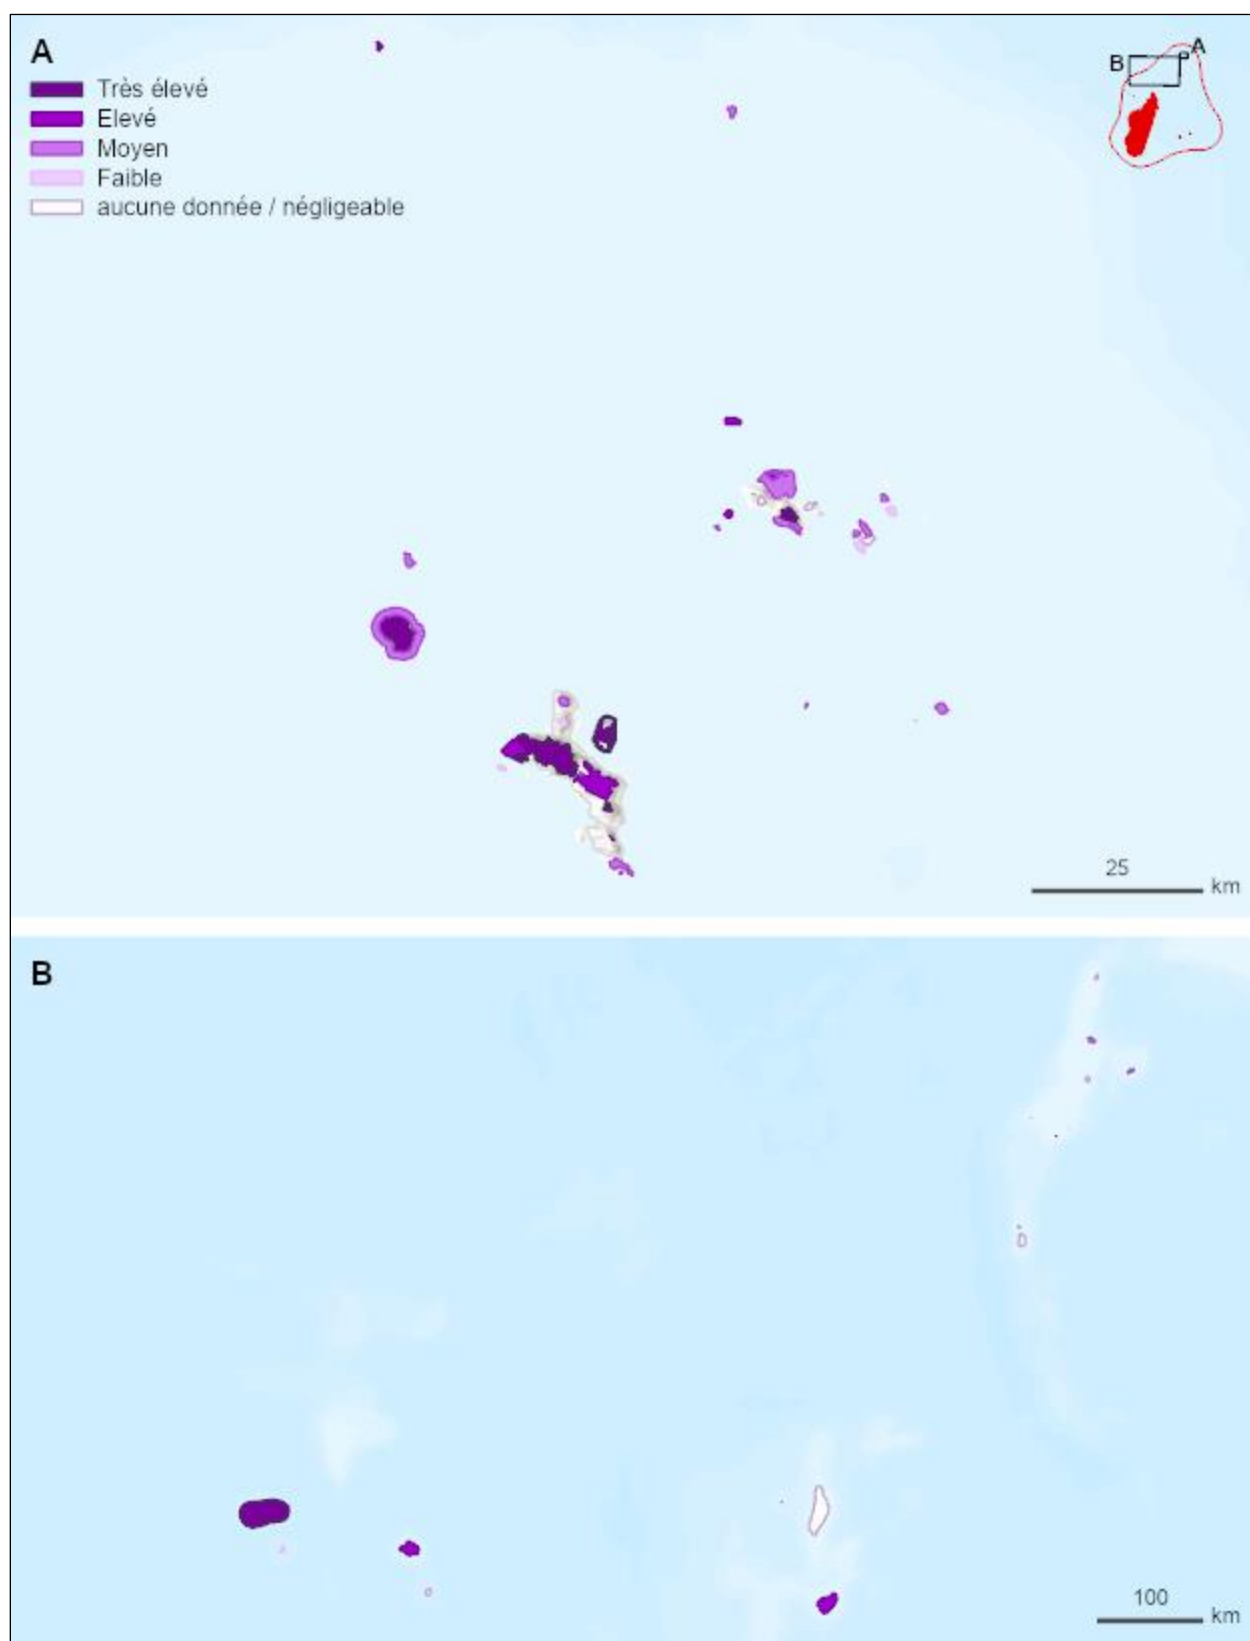 A
Très élevé
Elevé
Moyen
Faible
aucune donnée / négligeable
A
B
25
km
B
100
km